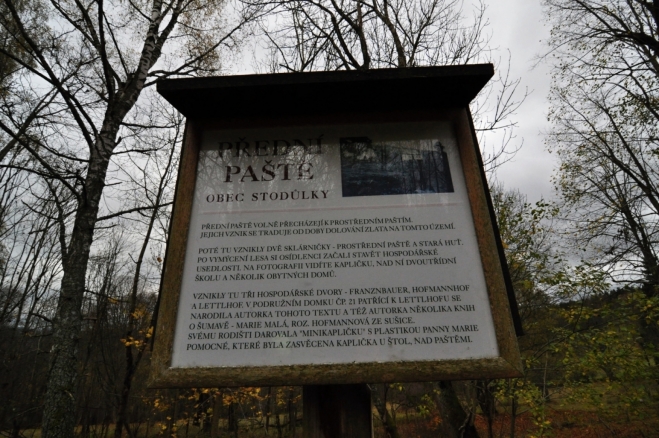 PŘEDNÍ
PAŠTĚ
OBEC STODŮLKY
PŘEDNÍ PAŠTĚ VOLNĚ PŘECHÁZEJÍ K PROSTŘEDNÍM PAŠTÍM.
JEJICH VZNIK SE TRADUJE OD DOBY DOLOVÁNÍ ZLATA NA TOMTO ÚZEMÍ.
POTÉ TU VZNIKLY DVĚ SKLÁRNIČKY - PROSTŘEDNÍ PAŠTĚ A STARÁ HUŤ.
PO VYMÍCENÍ LESA SI OSÍDLENCI ZAČALI STAVĚT HOSPODÁŘSKÉ
USEDLOSTI. NA FOTOGRAFII VIDÍTE KAPLIČKU, NAD NÍ DVOUTŘÍDNÍ
ŠKOLU A NĚKOLIK OBYTNÝCH DOMŮ.
VZNIKLY TU TŘI HOSPODÁŘSKÉ DVORY - FRANZNBAUER, HOFMANNHOF
A LETTLHOF. V PODRUŽNÍM DOMKU ČP. 21 PATŘÍCÍ K LETTLHOFU SE
NARODILA AUTORKA TOHOTO TEXTU A TÉŽ AUTORKA NĚKOLIKA KNIH
O ŠUMAVĚ - MARIE MALÁ, ROZ. HOFMANNOVÁ ZE SUŠICE.
SVÉMU RODIŠTI DAROVALA "MINIKAPLIČKU" S PLASTIKOU PANNY MARIE
POMOCNÉ, KTERÉ BYLA ZASVĚCENA KAPLIČKA U ŠTOL, NAD PAŠTĚMI.